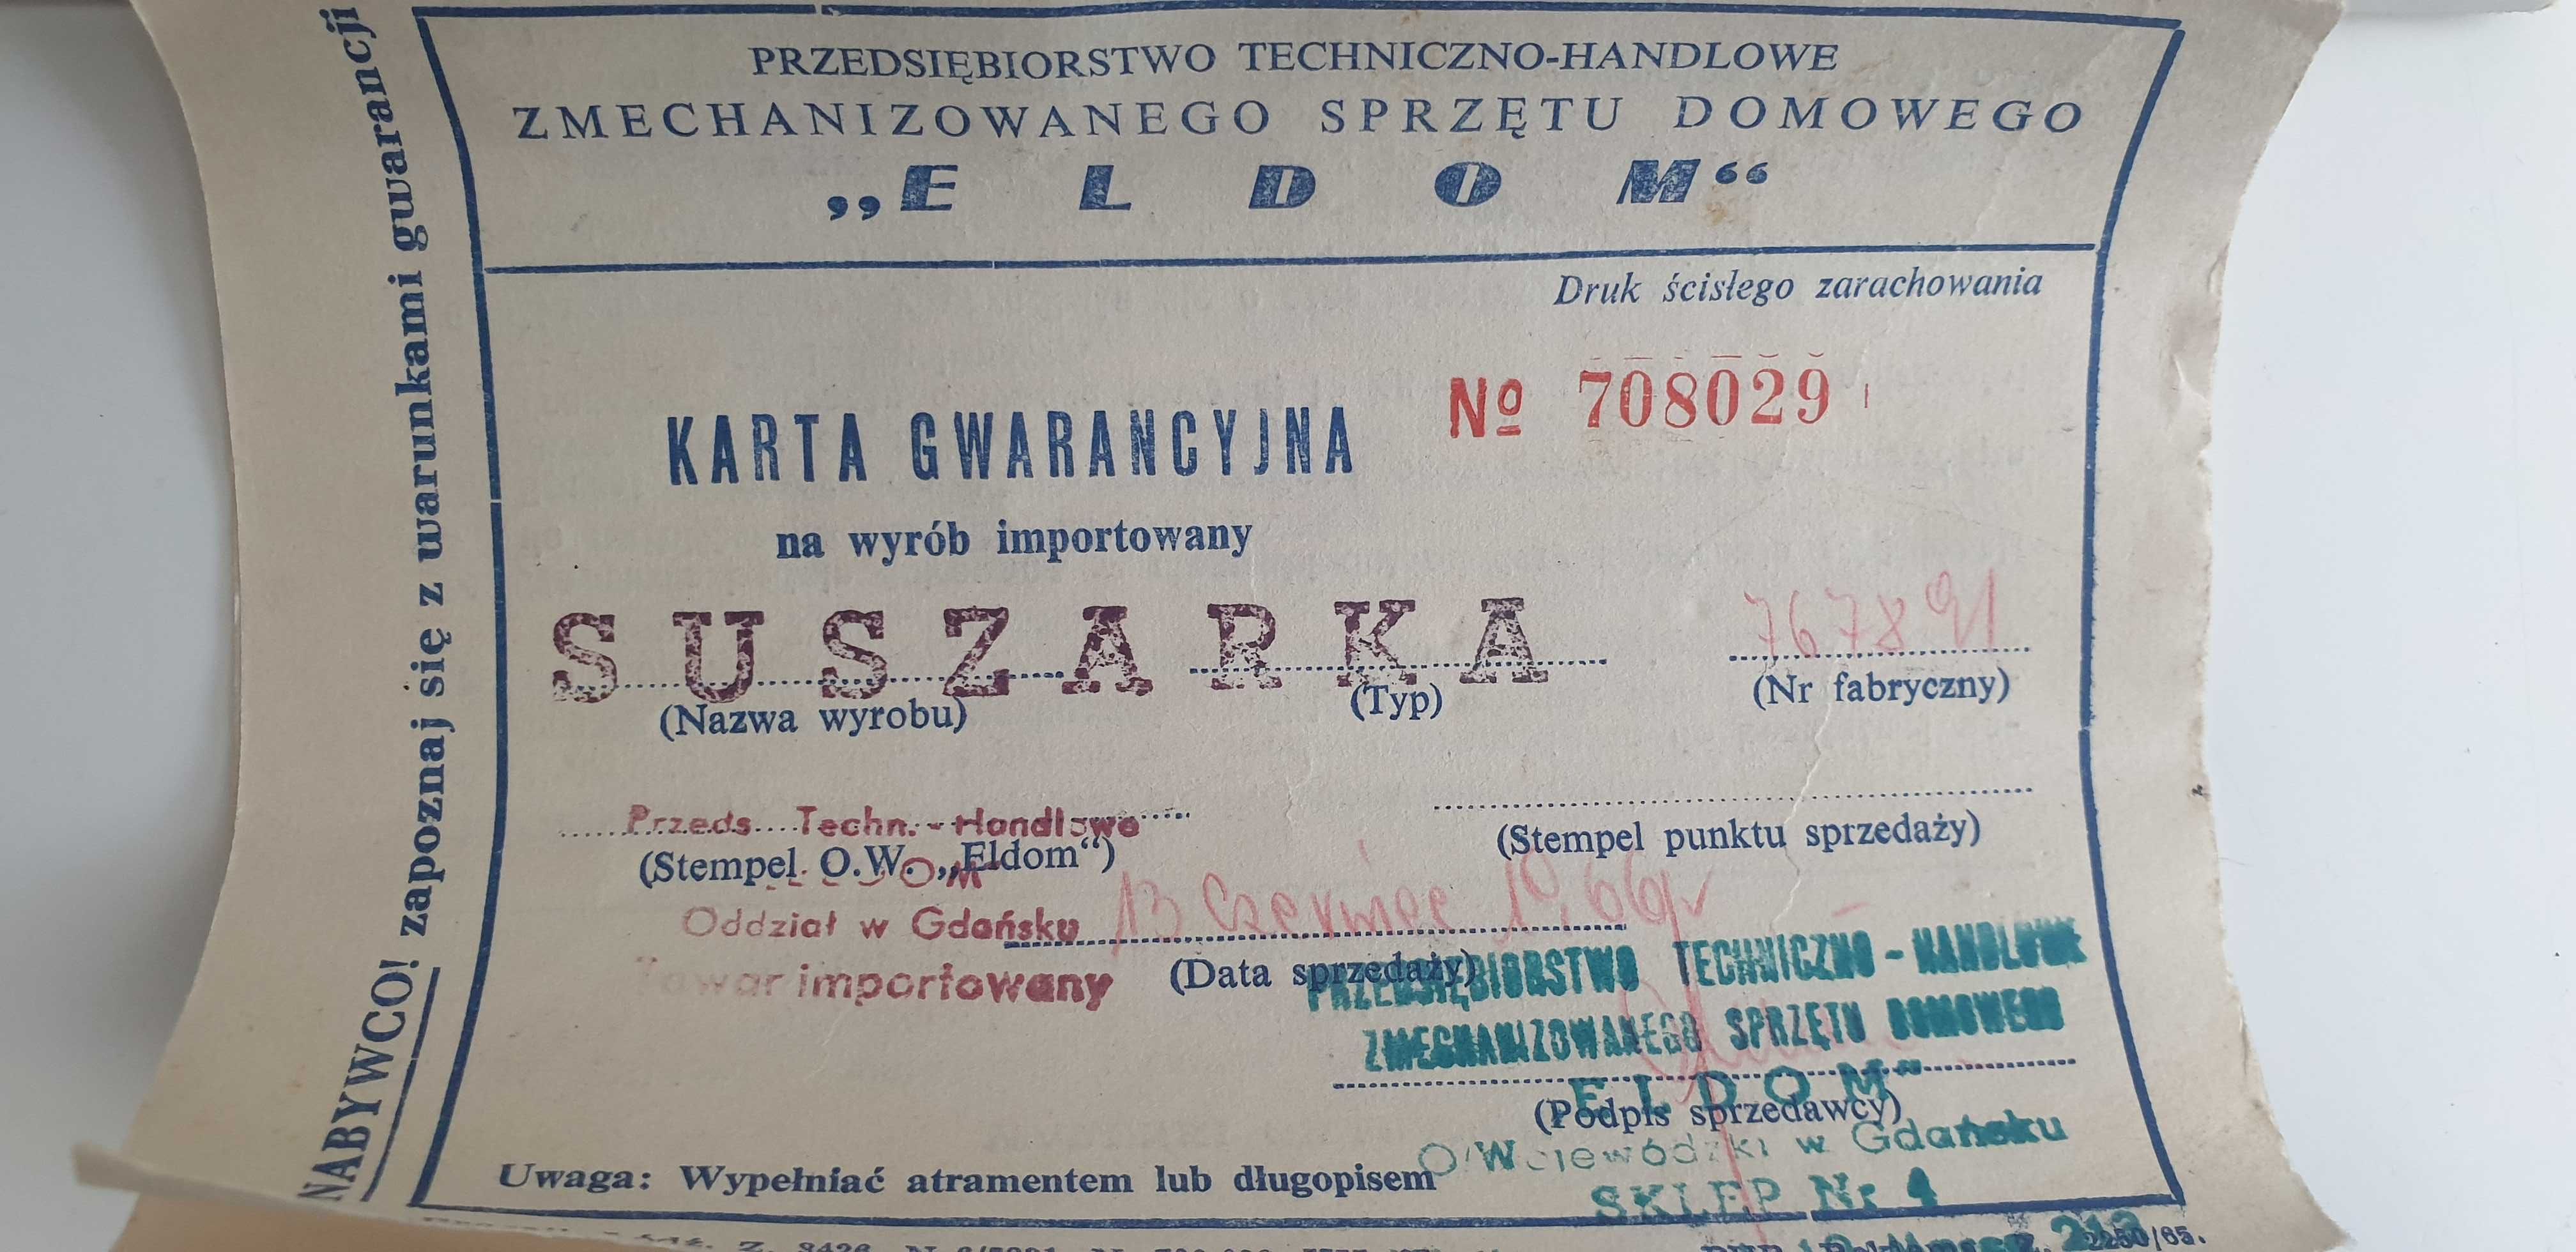 NABYWCO! zapoznaj się z warunkami gwarancji
PRZEDSIĘBIORSTWO TECHNICZNO-HANDLOWE
ZMECHANIZOWANEGO SPRZĘTU DOMOWEGO
„ELDOM“
Druk ścisłego zarachowania
№ 708029
KARTA GWARANCYJNA
na wyrób importowany
SUSZARKA
767891
(Nazwa wyrobu) (Typ) (Nr fabryczny)
Przeds. Techn.-Handlowe
(Stempel O.W. „Eldom“)
(Stempel punktu sprzedaży)
Oddział w Gdańsku
13 czerwiec 1966r
Towar importowany
(Data sprzedaży)
PRZEDSIĘBIORSTWO TECHNICZNO-HANDLOWE
ZMECHANIZOWANEGO SPRZĘTU DOMOWEGO
ELDOM"
(Podpis sprzedawcy)
O/Wojewódzki w Gdańsku
Uwaga: Wypełniać atramentem lub długopisem
SKLEP Nr 4